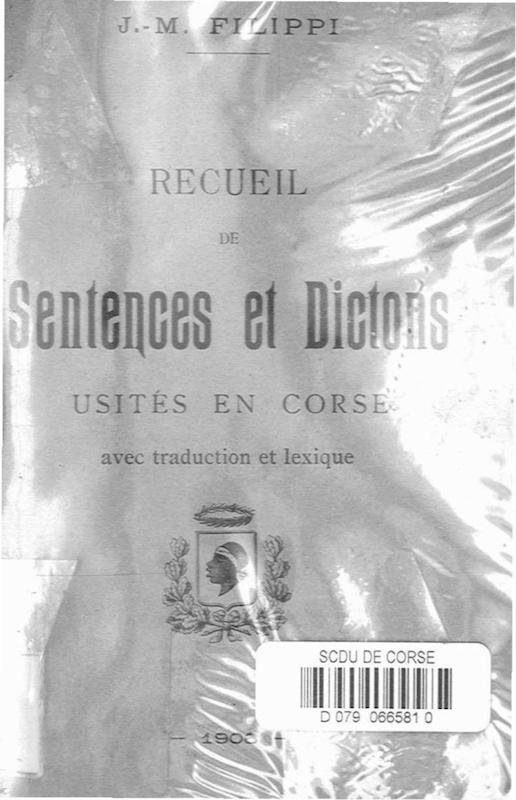 J.-M. FILIPPI
RECUEIL
DE
Sentences et Dictons
USITÉS EN CORSE
avec traduction et lexique
SCDU DE CORSE
D 079 066581 0